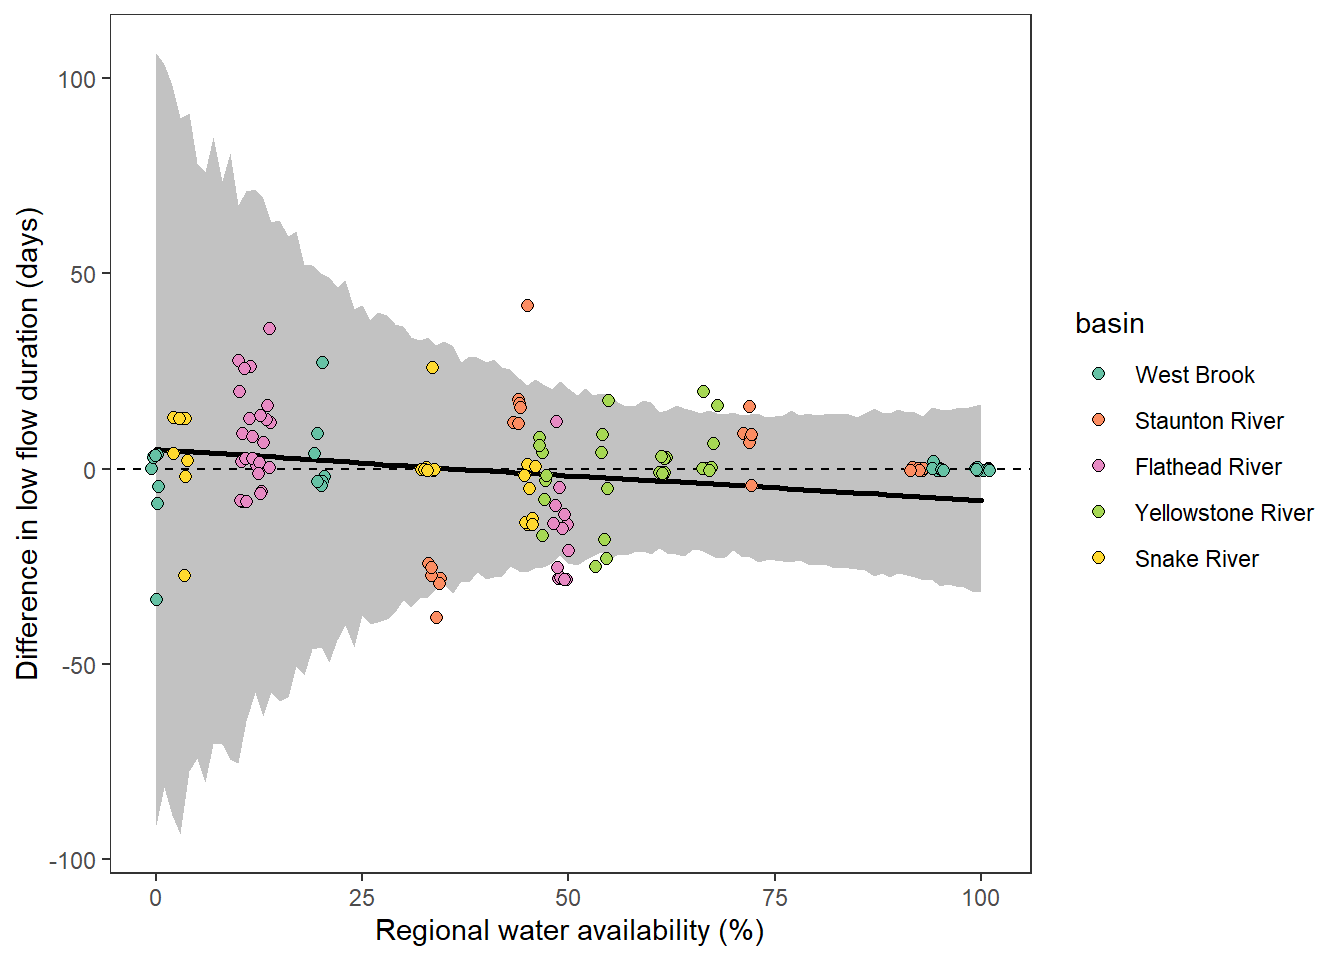 100
50
0
-50
-100
Difference in low flow duration (days)
0 25 50 75 100
Regional water availability (%)
basin
West Brook
Staunton River
Flathead River
Yellowstone River
Snake River